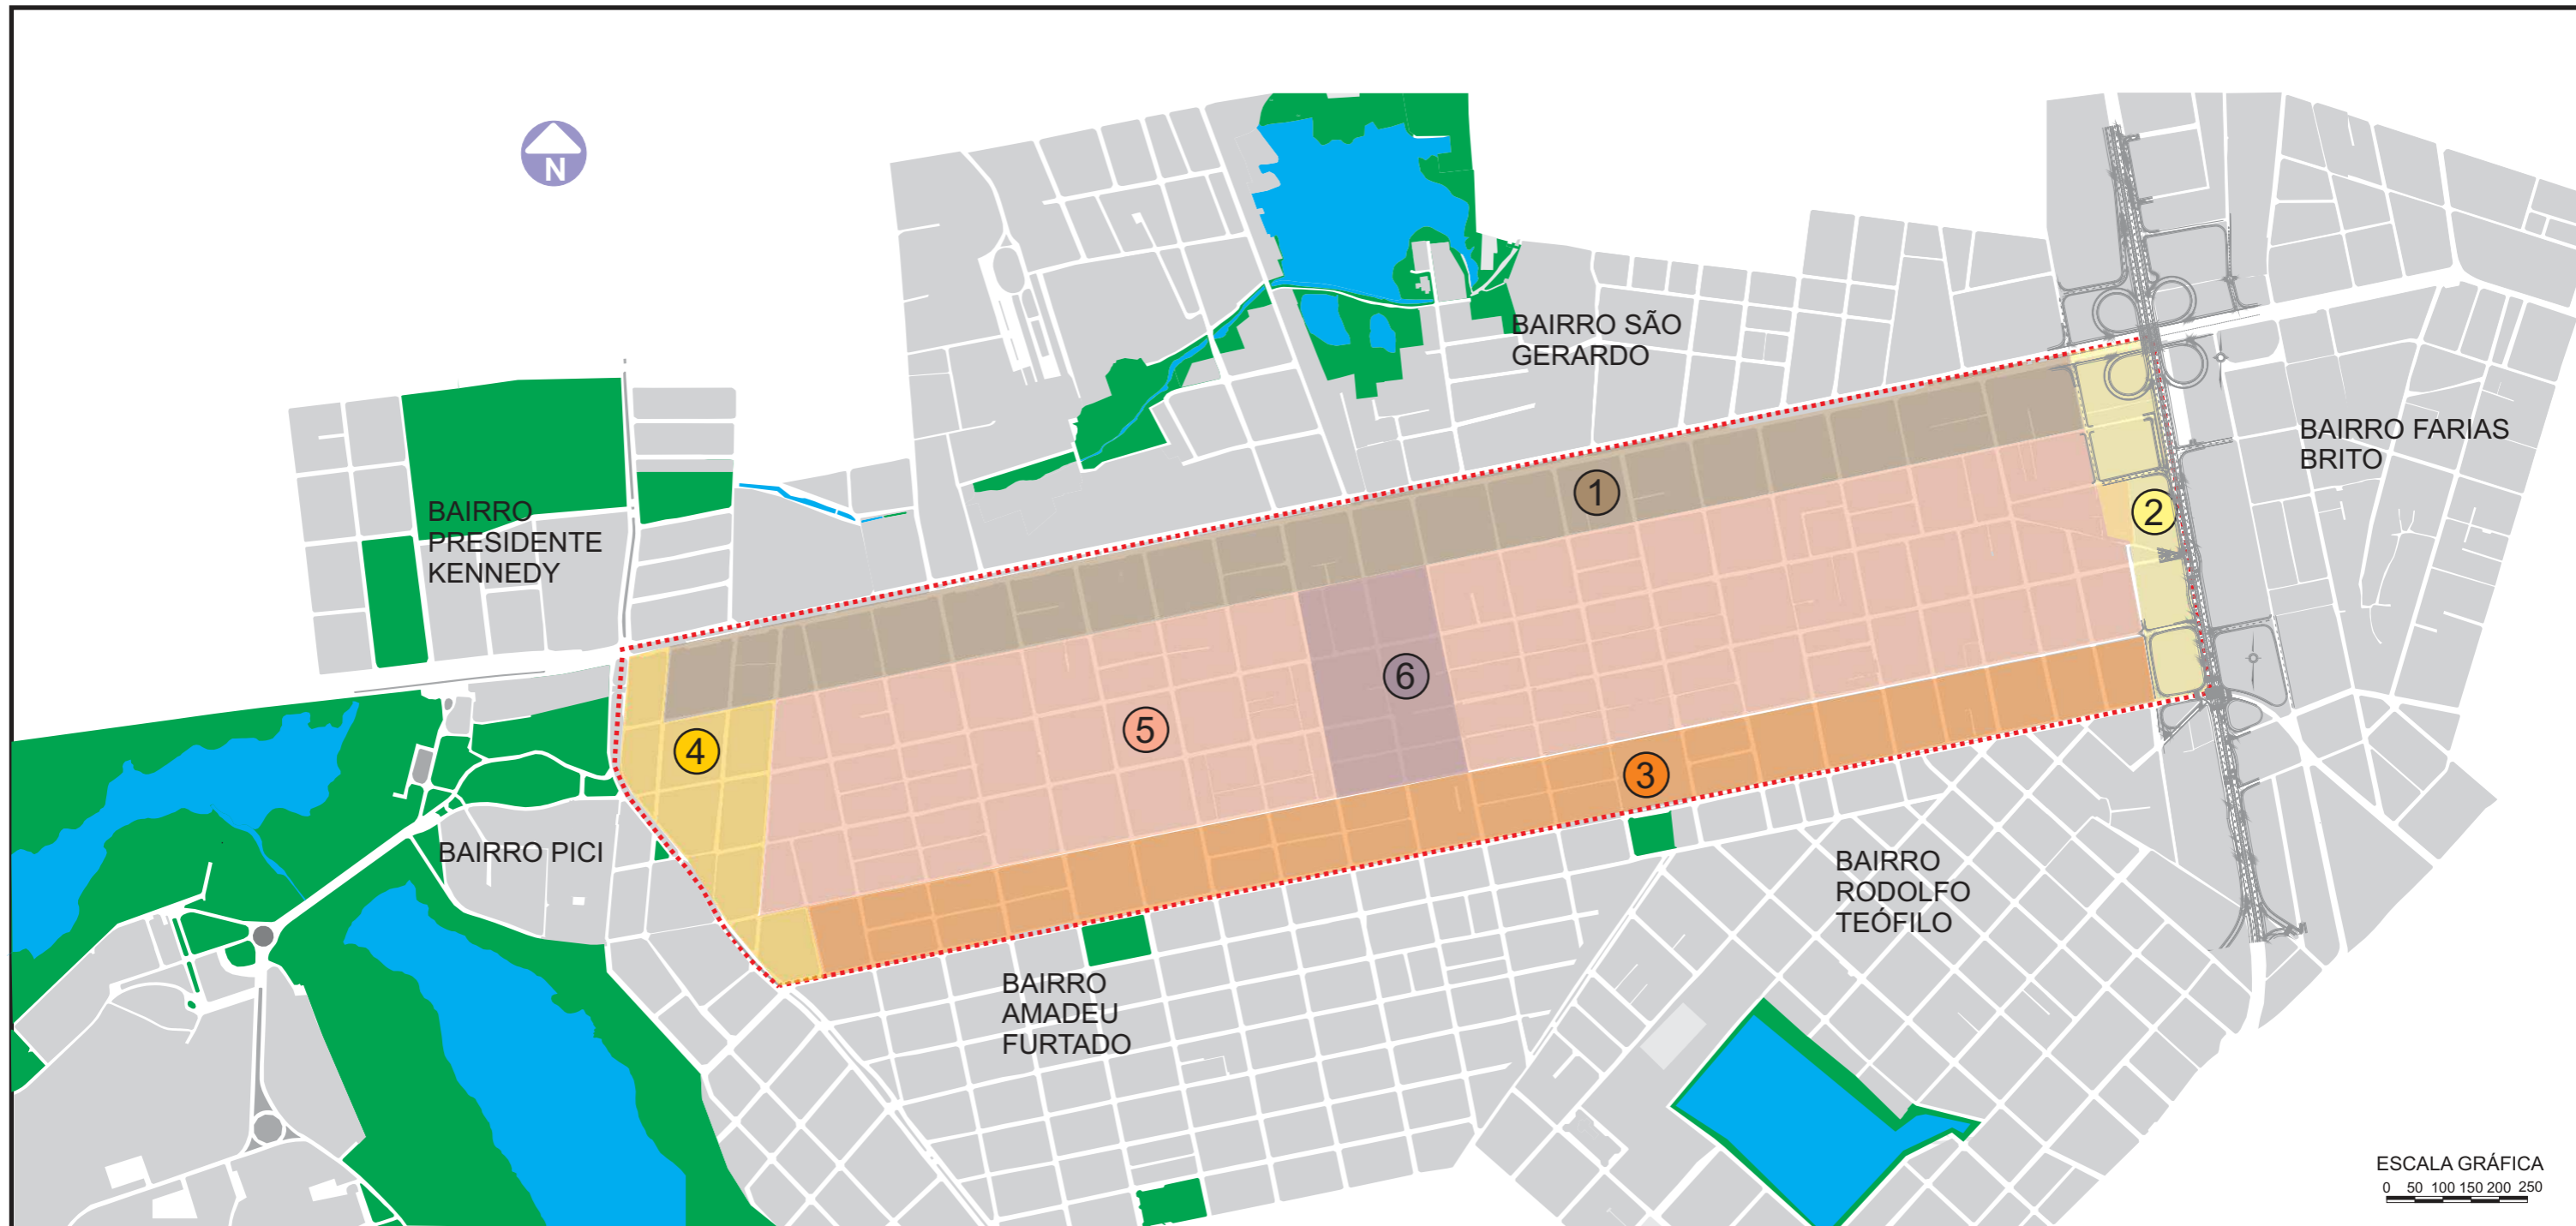 N
BAIRRO SÃO
GERARDO
BAIRRO FARIAS
BRITO
1
2
BAIRRO
PRESIDENTE
KENNEDY
6
5
4
3
BAIRRO PICI
BAIRRO
RODOLFO
TEÓFILO
BAIRRO
AMADEU
FURTADO
ESCALA GRÁFICA
0 50 100 150 200 250